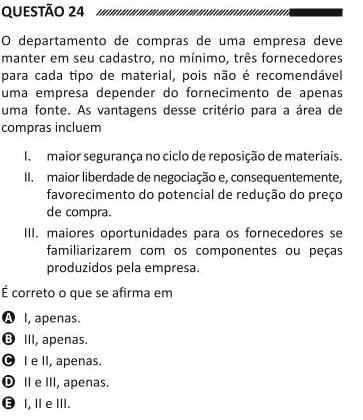 QUESTÃO 24
O departamento de compras de uma empresa deve
manter em seu cadastro, no mínimo, três fornecedores
para cada tipo de material, pois não é recomendável
uma empresa depender do fornecimento de apenas
uma fonte. As vantagens desse critério para a área de
compras incluem
I. maior segurança no ciclo de reposição de materiais.
II. maior liberdade de negociação e, consequentemente,
favorecimento do potencial de redução do preço
de compra.
III. maiores oportunidades para os fornecedores se
familiarizarem com os componentes ou peças
produzidos pela empresa.
É correto o que se afirma em
A I, apenas.
B III, apenas.
C I e II, apenas.
D II e III, apenas.
E I, II e III.